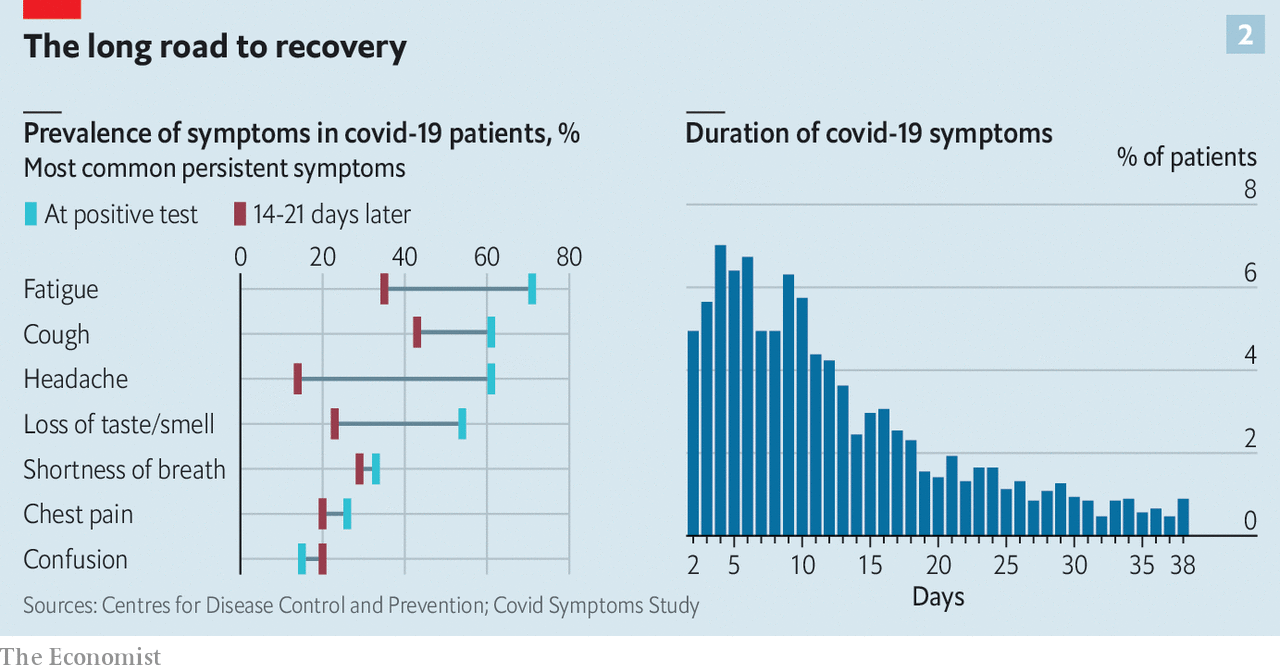 The long road to recovery
2
Prevalence of symptoms in covid-19 patients, %
Most common persistent symptoms
At positive test
14-21 days later
0 20 40 60 80
Fatigue
Cough
Headache
Loss of taste/smell
Shortness of breath
Chest pain
Confusion
Duration of covid-19 symptoms
% of patients
8
6
4
2
0
2 5 10 15 20 25 30 35 38
Days
Sources: Centres for Disease Control and Prevention; Covid Symptoms Study
The Economist